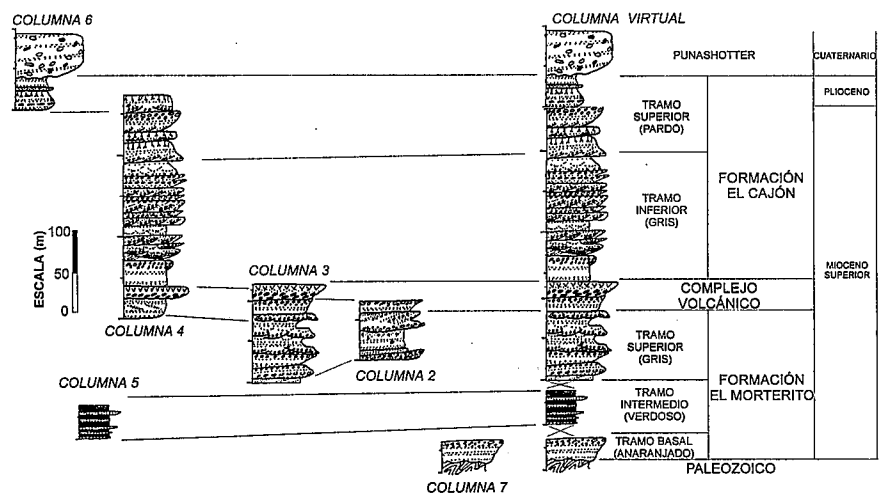 COLUMNA 6
COLUMNA VIRTUAL
PUNASHOTTER
CUATERNARIO
PLIOCENO
TRAMO
SUPERIOR
(PARDO)
FORMACIÓN
EL CAJÓN
TRAMO
INFERIOR
(GRIS)
MIOCENO
SUPERIOR
ESCALA (m)
100
50
0
COLUMNA 3
COLUMNA 4
COMPLEJO
VOLCÁNICO
COLUMNA 2
TRAMO
SUPERIOR
(GRIS)
FORMACIÓN
EL MORTERITO
COLUMNA 5
TRAMO
INTERMEDIO
(VERDOSO)
TRAMO BASAL
(ANARANJADO)
PALEOZOICO
COLUMNA 7